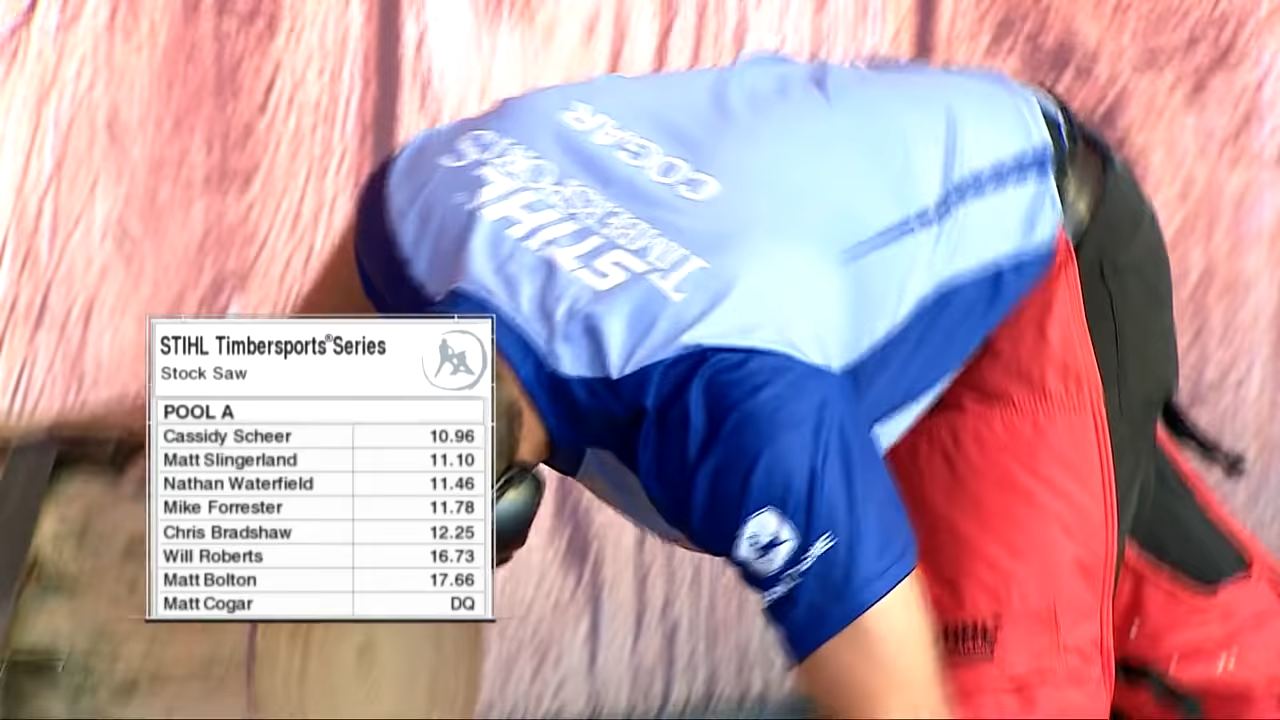 COGAR
STIHL
TIMBERSPORTS
STIHL Timbersports®Series
Stock Saw
POOL A
Cassidy Scheer 10.96
Matt Slingerland 11.10
Nathan Waterfield 11.46
Mike Forrester 11.78
Chris Bradshaw 12.25
Will Roberts 16.73
Matt Bolton 17.66
Matt Cogar DQ